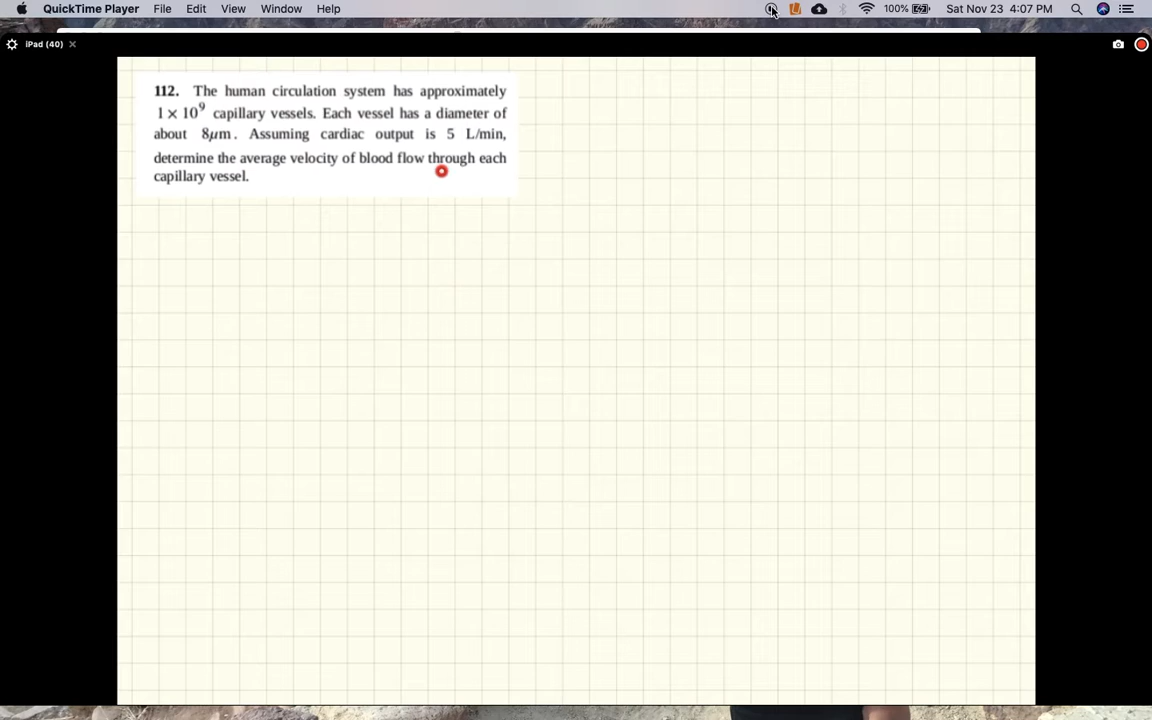 QuickTime Player File Edit View Window Help 100% Sat Nov 23 4:07 PM
iPad (40)
112. The human circulation system has approximately
1 × 10⁹ capillary vessels. Each vessel has a diameter of
about 8μm. Assuming cardiac output is 5 L/min,
determine the average velocity of blood flow through each
capillary vessel.